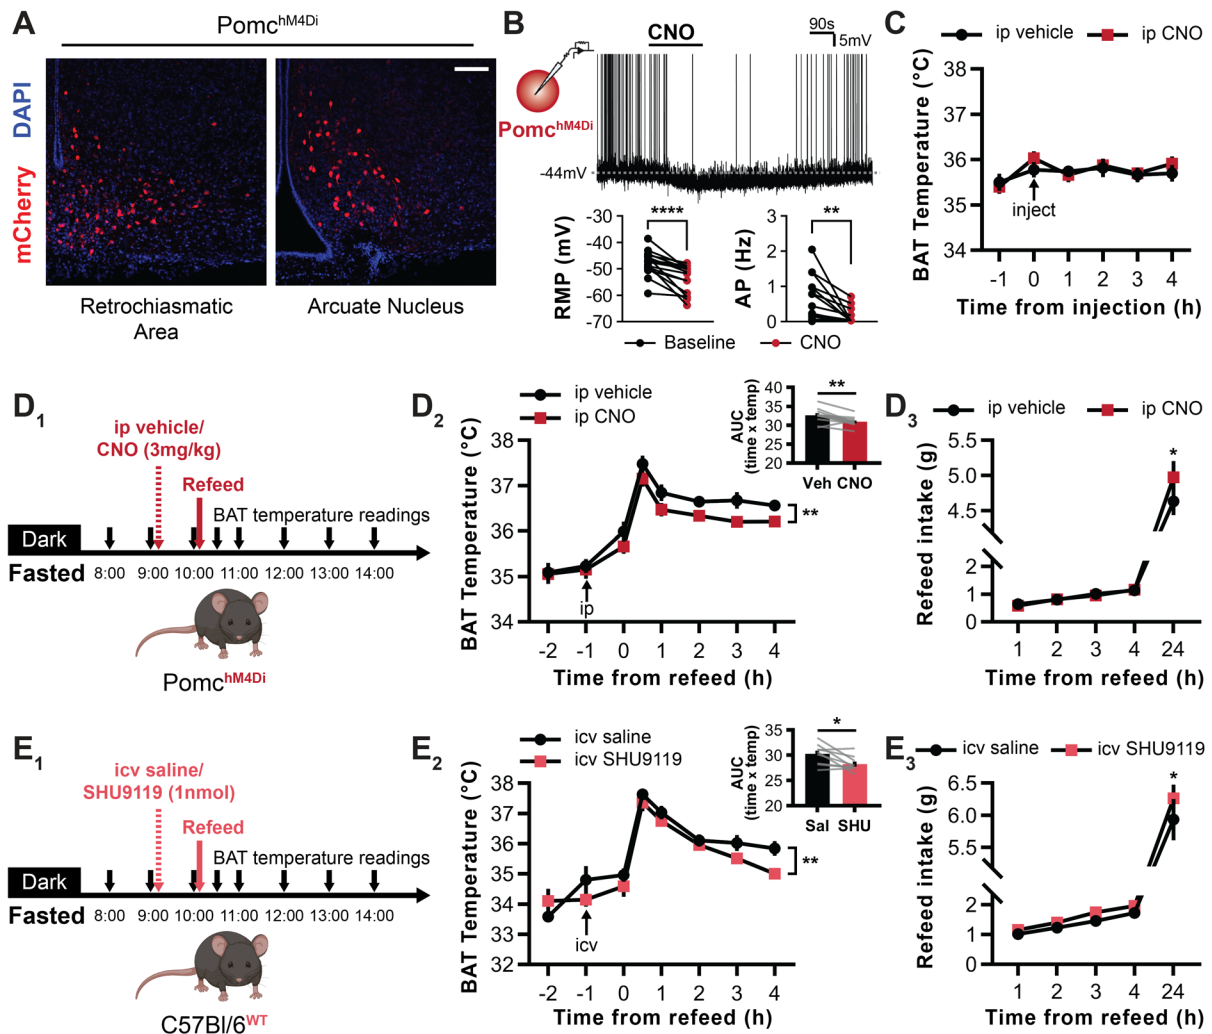 A
Pomc^hM4Di
mCherry DAPI
Retrochiasmatic
Area
Arcuate Nucleus
B
CNO
90s
5mV
Pomc^hM4Di
-44mV
RMP (mV)
-30
-40
-50
-60
-70
****
AP (Hz)
3
2
1
0
**
Baseline
CNO
C
ip vehicle
ip CNO
BAT Temperature (°C)
38
37
36
35
34
inject
-1 0 1 2 3 4
Time from injection (h)
D1
ip vehicle/
CNO (3mg/kg)
Refeed
BAT temperature readings
Dark
Fasted
8:00 9:00 10:00 11:00 12:00 13:00 14:00
Pomc^hM4Di
D2
ip vehicle
ip CNO
BAT Temperature (°C)
38
37
36
35
34
ip
**
-2 -1 0 1 2 3 4
Time from refeed (h)
AUC
(time x temp)
40
35
30
25
20
**
Veh CNO
D3
ip vehicle
ip CNO
Refeed intake (g)
5.5
5.0
4.5
2
1
0
*
1 2 3 4 24
Time from refeed (h)
E1
icv saline/
SHU9119 (1nmol)
Refeed
BAT temperature readings
Dark
Fasted
8:00 9:00 10:00 11:00 12:00 13:00 14:00
C57Bl/6^WT
E2
icv saline
icv SHU9119
BAT Temperature (°C)
38
37
36
35
34
33
32
icv
**
-2 -1 0 1 2 3 4
Time from refeed (h)
AUC
(time x temp)
35
30
25
20
*
Sal SHU
E3
icv saline
icv SHU9119
Refeed intake (g)
6.5
6.0
5.5
2
1
0
*
1 2 3 4 24
Time from refeed (h)